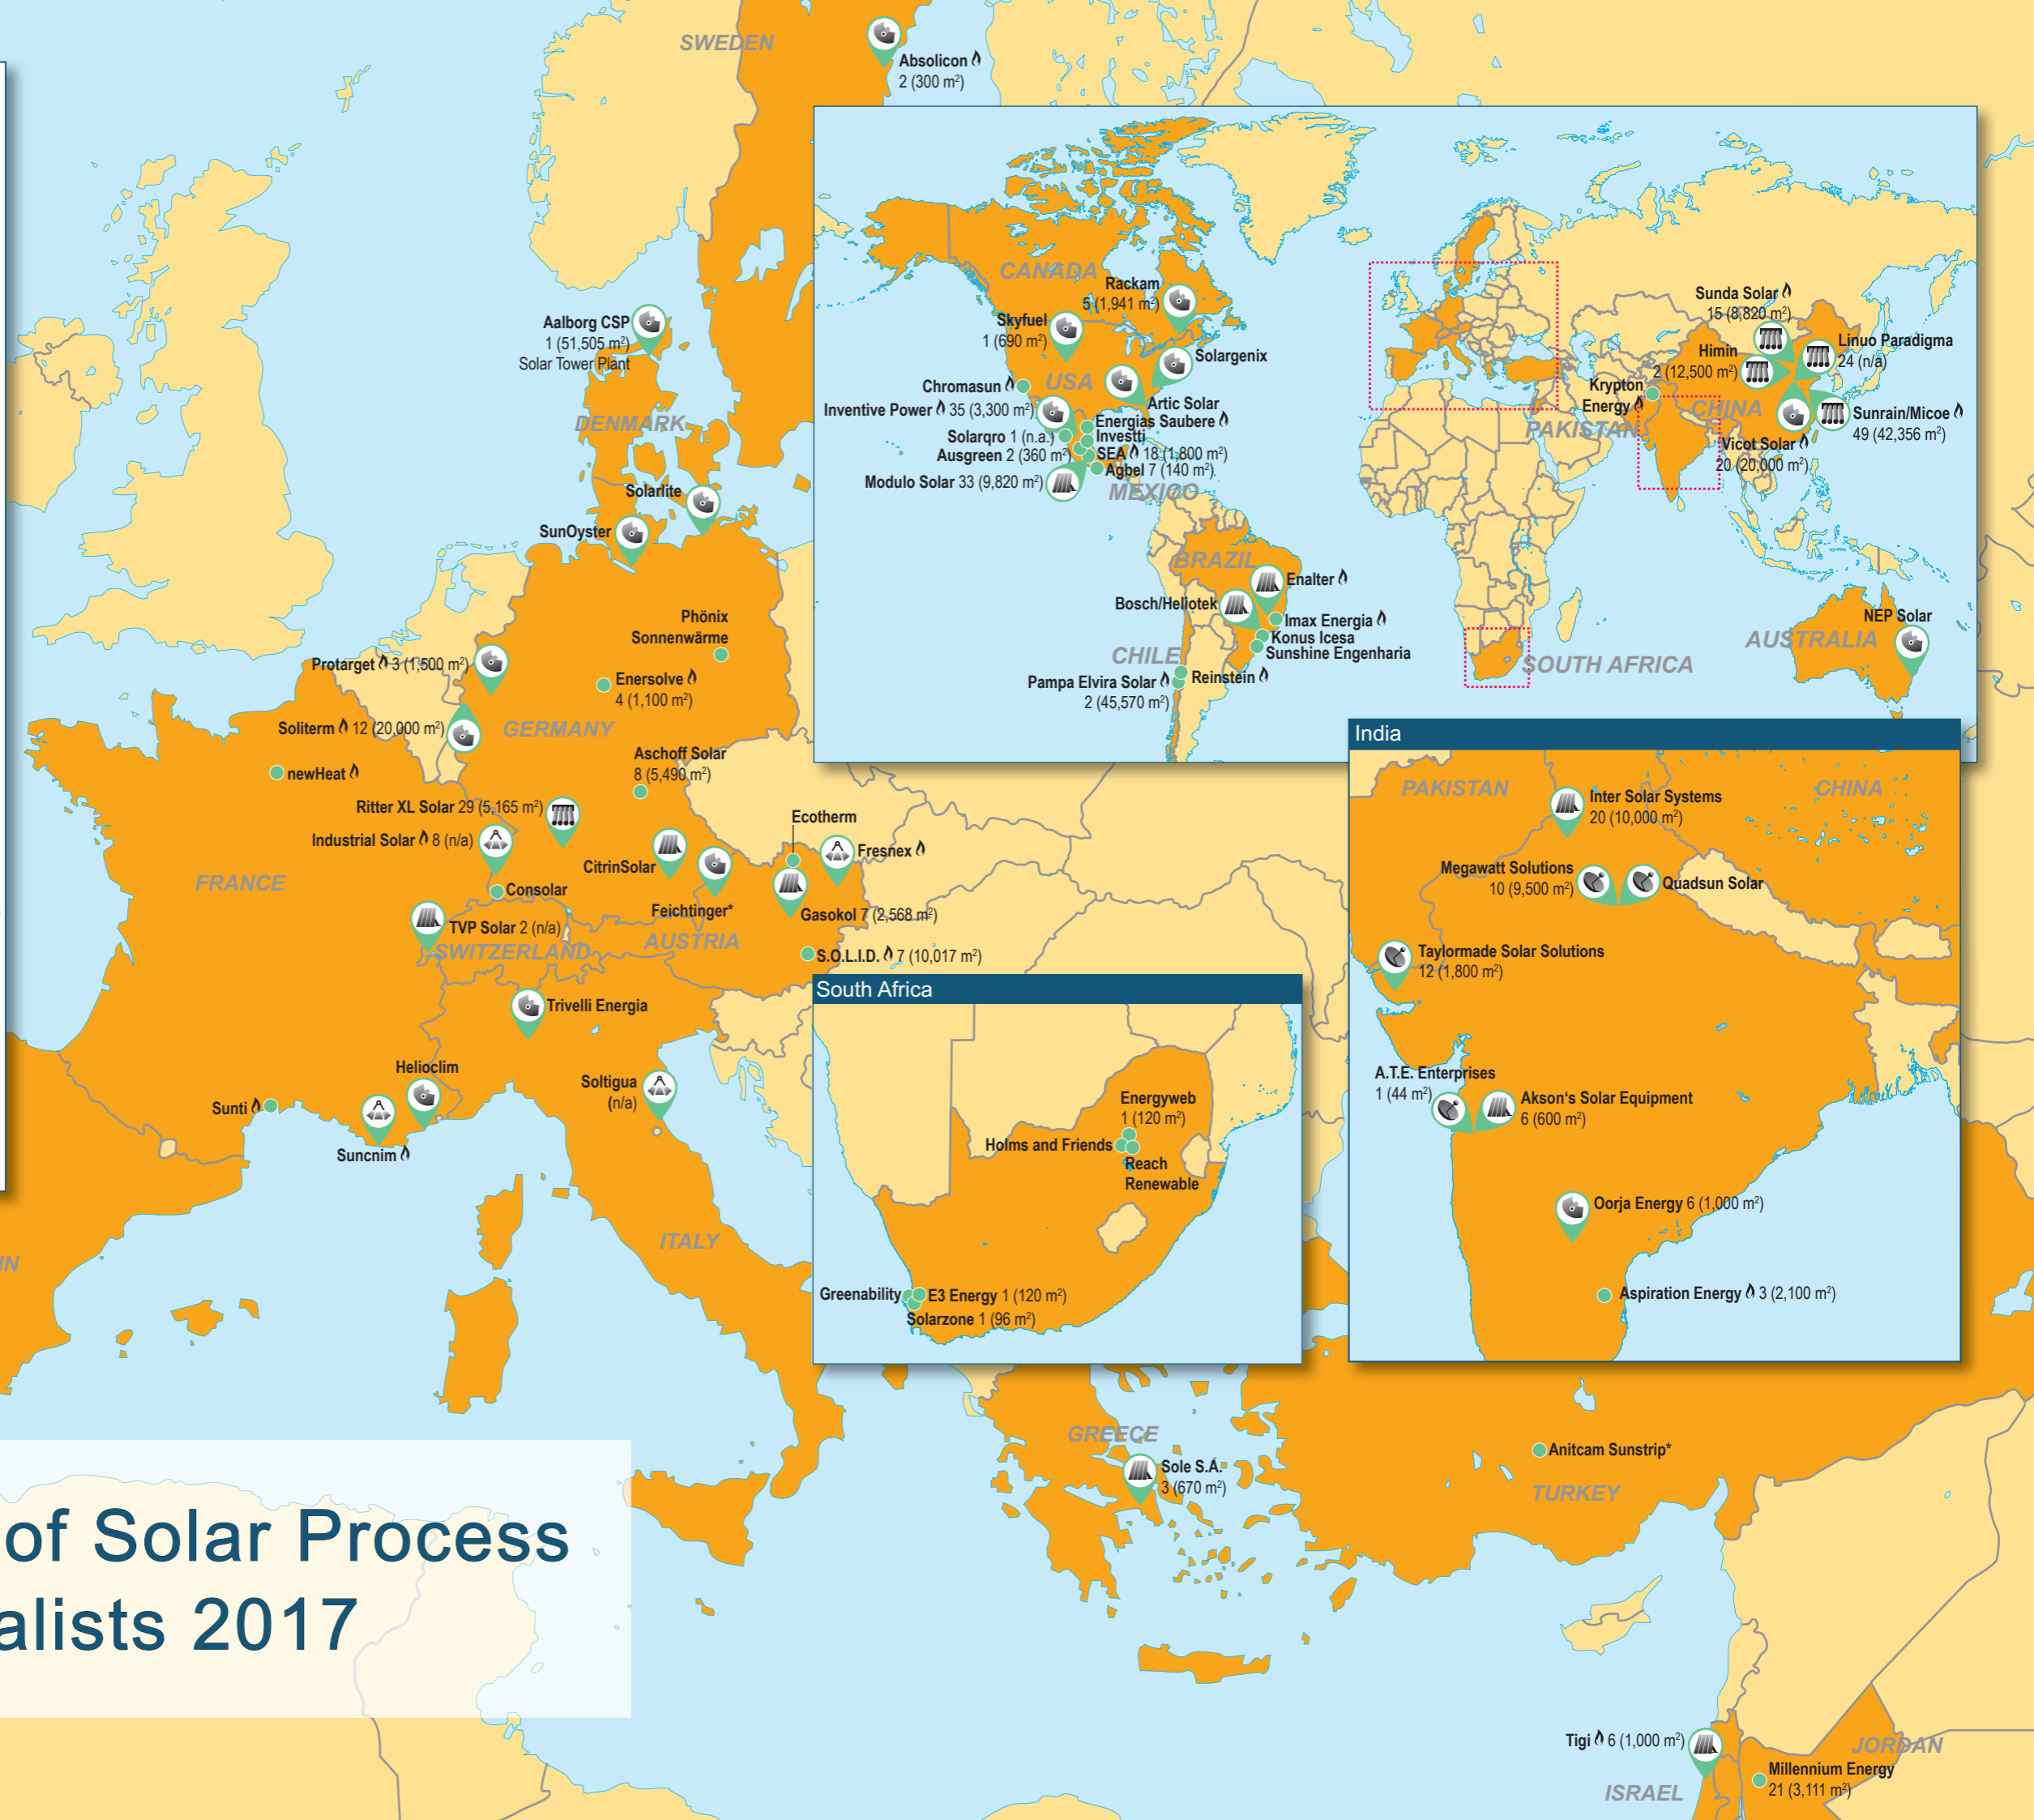 SWEDEN
Absolicon
2 (300 m²)
Aalborg CSP
1 (51,505 m²)
Solar Tower Plant
DENMARK
Solarlite
SunOyster
Phönix
Sonnenwärme
Protarget 3 (1,500 m²)
Enersolve
4 (1,100 m²)
Soliterm 12 (20,000 m²)
GERMANY
Aschoff Solar
8 (5,490 m²)
newHeat
Ritter XL Solar 29 (5,165 m²)
Industrial Solar 8 (n/a)
Ecotherm
Fresnex
CitrinSolar
FRANCE
Consolar
Feichtinger*
Gasokol 7 (2,568 m²)
TVP Solar 2 (n/a)
SWITZERLAND
AUSTRIA
S.O.L.I.D. 7 (10,017 m²)
Trivelli Energia
Helioclim
Soltigua
(n/a)
Sunti
Suncnim
ITALY
IN
CANADA
Rackam
5 (1,941 m²)
Skyfuel
1 (690 m²)
Solargenix
USA
Chromasun
Artic Solar
Inventive Power 35 (3,300 m²)
Energias Saubere
Solarqro 1 (n.a.)
Investti
Ausgreen 2 (360 m²)
SEA 18 (1,800 m²)
Agbel 7 (140 m²)
Modulo Solar 33 (9,820 m²)
MEXICO
BRAZIL
Enalter
Bosch/Heliotek
Imax Energia
Konus Icesa
Sunshine Engenharia
CHILE
Reinstein
Pampa Elvira Solar
2 (45,570 m²)
Sunda Solar
15 (8,820 m²)
Linuo Paradigma
24 (n/a)
Himin
2 (12,500 m²)
Krypton
Energy
CHINA
Sunrain/Micoe
49 (42,356 m²)
PAKISTAN
Vicot Solar
20 (20,000 m²)
NEP Solar
AUSTRALIA
SOUTH AFRICA
India
PAKISTAN
CHINA
Inter Solar Systems
20 (10,000 m²)
Megawatt Solutions
10 (9,500 m²)
Quadsun Solar
Taylormade Solar Solutions
12 (1,800 m²)
A.T.E. Enterprises
1 (44 m²)
Akson‘s Solar Equipment
6 (600 m²)
Oorja Energy 6 (1,000 m²)
Aspiration Energy 3 (2,100 m²)
South Africa
Energyweb
1 (120 m²)
Holms and Friends
Reach
Renewable
Greenability
E3 Energy 1 (120 m²)
Solarzone 1 (96 m²)
GREECE
Sole S.A.
3 (670 m²)
Anitcam Sunstrip*
TURKEY
of Solar Process
alists 2017
Tigi 6 (1,000 m²)
JORDAN
Millennium Energy
21 (3,111 m²)
ISRAEL